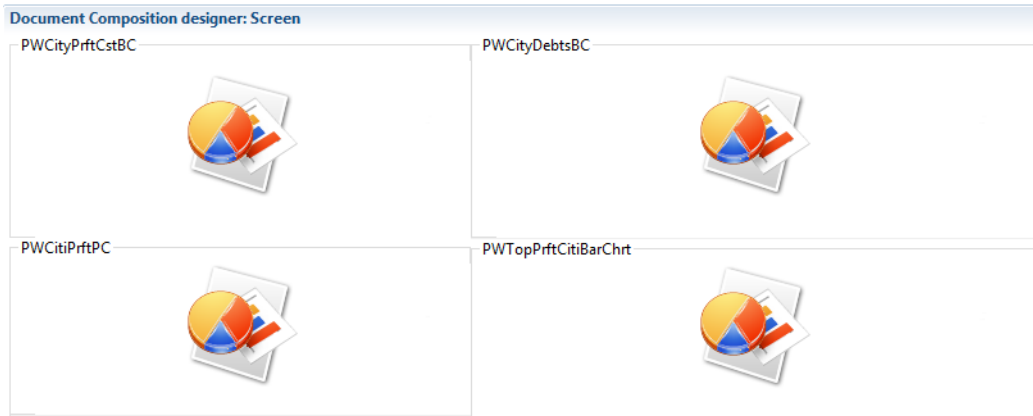 Document Composition designer: Screen
PWCityPrftCstBC
PWCityDebtsBC
PWCitiPrftPC
PWTopPrftCitiBarChrt